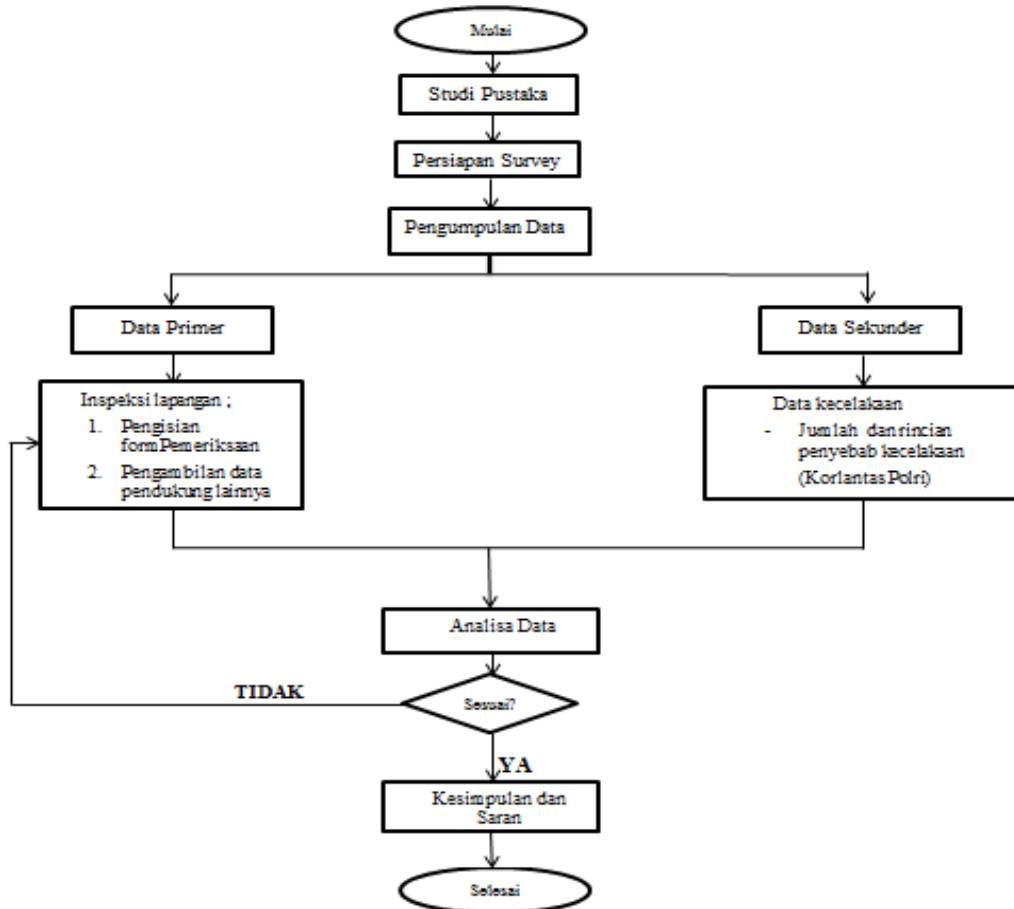 Mulai
Studi Pustaka
Persiapan Survey
Pengumpulan Data
Data Primer
Data Sekunder
Inspeksi lapangan ;
1. Pengisian
formPemeriksaan
2. Pengambilan data
pendukung lainnya
Data kecelakaan
- Jumlah dan rincian
penyebab kecelakaan
(Korlantas Polri)
Analisa Data
Sesuai?
TIDAK
YA
Kesimpulan dan
Saran
Selesai